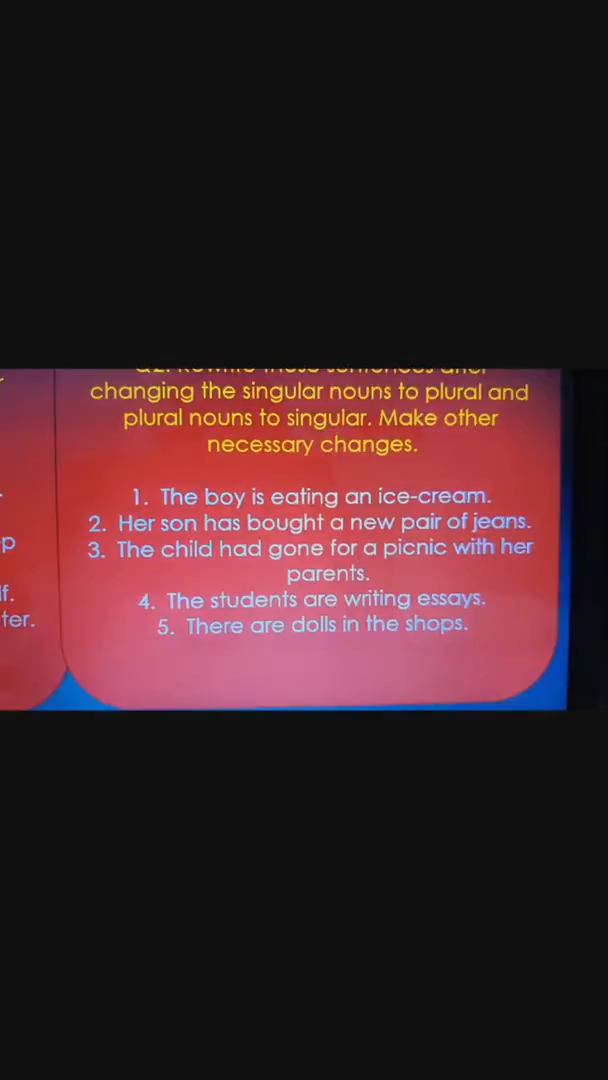 changing the singular nouns to plural and
plural nouns to singular. Make other
necessary changes.
1. The boy is eating an ice-cream.
2. Her son has bought a new pair of jeans.
p
3. The child had gone for a picnic with her
parents.
lf.
4. The students are writing essays.
ter.
5. There are dolls in the shops.